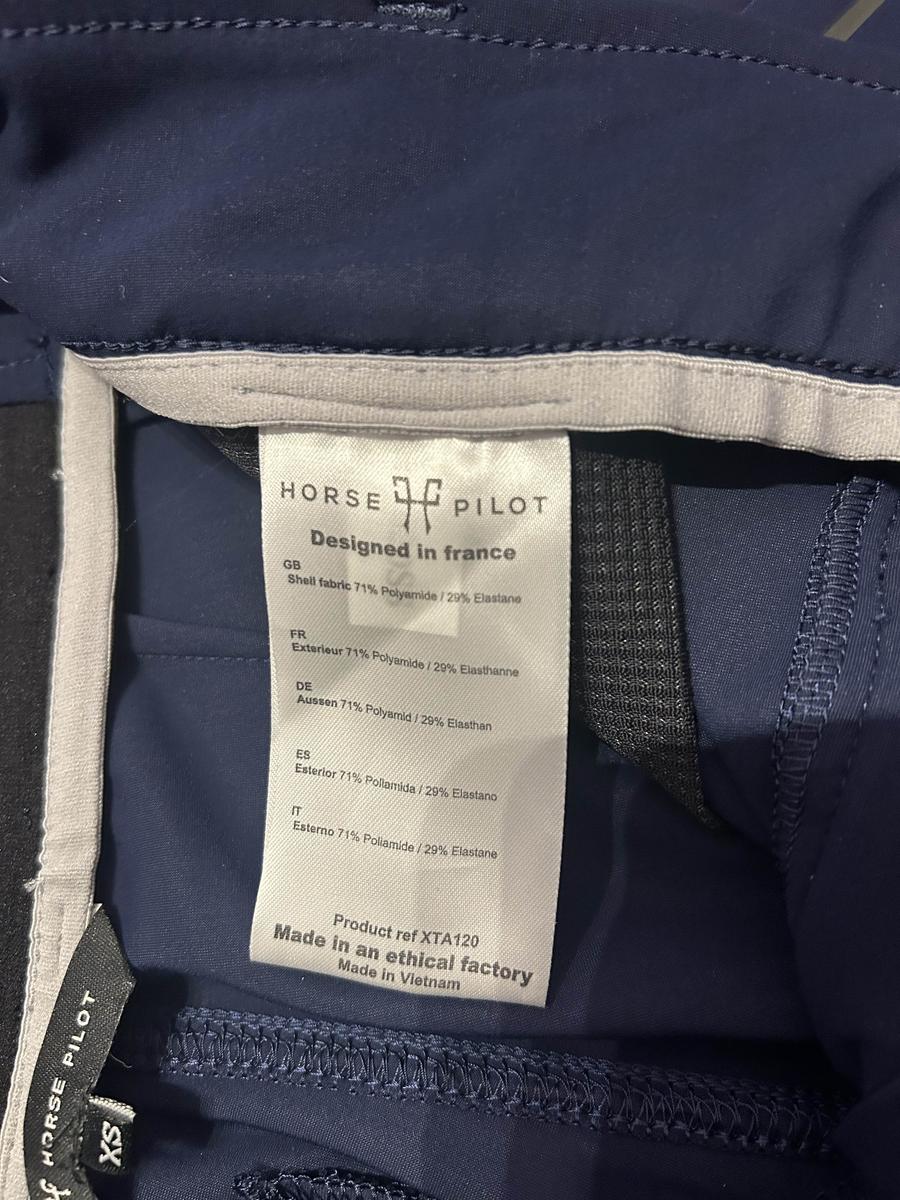 HORSE PILOT
Designed in france
GB
Shell fabric 71% Polyamide / 29% Elastane
FR
Exterieur 71% Polyamide / 29% Elasthanne
DE
Aussen 71% Polyamid / 29% Elasthan
ES
Esterior 71% Poliamida / 29% Elastano
IT
Esterno 71% Poliamide / 29% Elastane
Product ref XTA120
Made in an ethical factory
Made in Vietnam
HORSE PILOT
XS